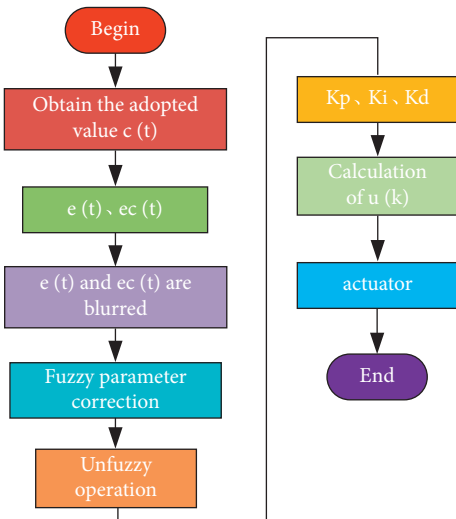 Begin
Obtain the adopted
value c (t)
e (t) 、ec (t)
e (t) and ec (t) are
blurred
Fuzzy parameter
correction
Unfuzzy
operation
Kp 、Ki 、Kd
Calculation
of u (k)
actuator
End